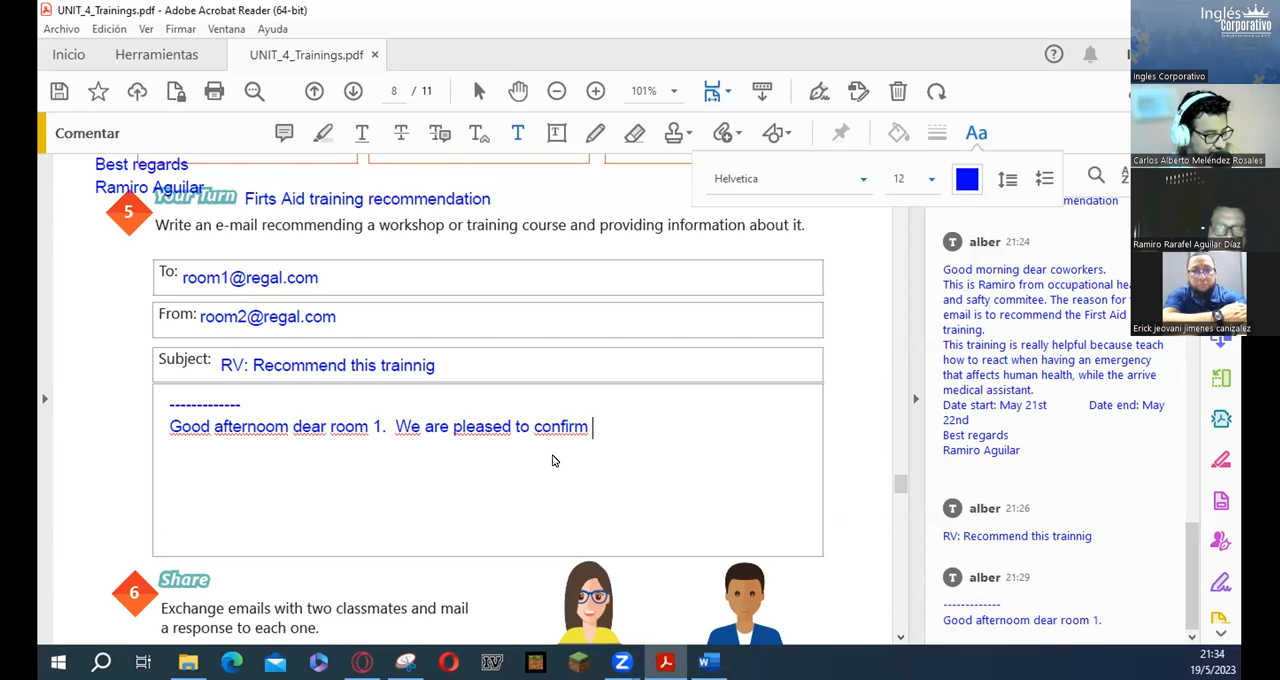 UNIT_4_Trainings.pdf - Adobe Acrobat Reader (64-bit)
Archivo Edición Ver Firmar Ventana Ayuda
Inicio Herramientas UNIT_4_Trainings.pdf ×
8 / 11 101%
Comentar
Aa
Helvetica 12
Best regards
Ramiro Aguilar
Your Turn Firts Aid training recommendation
5 Write an e-mail recommending a workshop or training course and providing information about it.
To: room1@regal.com
From: room2@regal.com
Subject: RV: Recommend this trainnig
-------------
Good afternoom dear room 1. We are pleased to confirm
6 Share
Exchange emails with two classmates and mail
a response to each one.
alber 21:24
Good morning dear coworkers.
This is Ramiro from occupational
and safty commitee. The reason for
email is to recommend the First Aid
training.
This training is really helpful because teach
how to react when having an emergency
that affects human health, while the arrive
medical assistant.
Date start: May 21st Date end: May
22nd
Best regards
Ramiro Aguilar
alber 21:26
RV: Recommend this trainnig
alber 21:29
-------------
Good afternoom dear room 1.
Inglés
Corporativo
Ingles Corporativo
Carlos Alberto Meléndez Rosales
Ramiro Rarafel Aguilar Díaz
Erick jeovani jimenes canizalez
21:34
19/5/2023